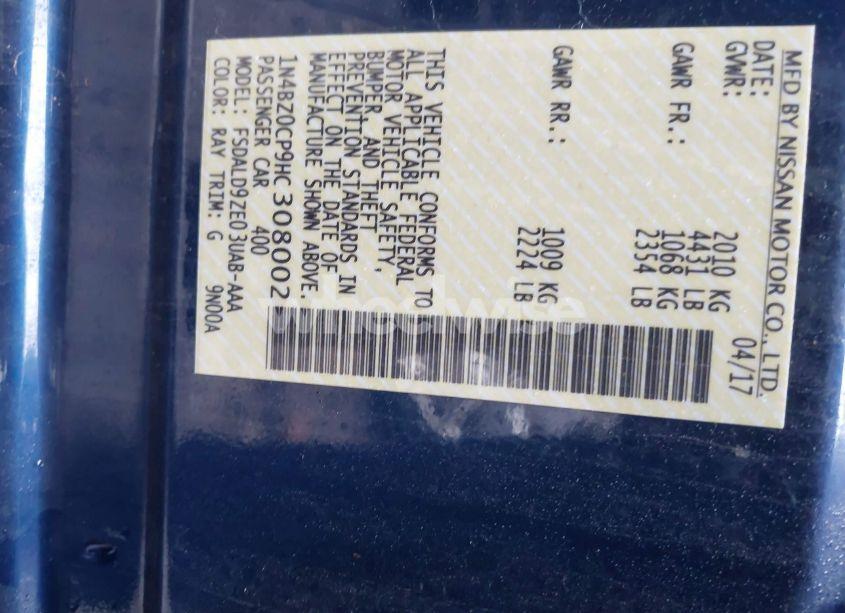 MFD BY NISSAN MOTOR CO., LTD.
DATE: 04/17
GVWR: 2010 KG
4431 LB
GAWR FR.: 1068 KG
2354 LB
GAWR RR.: 1009 KG
2224 LB
THIS VEHICLE CONFORMS TO
ALL APPLICABLE FEDERAL
MOTOR VEHICLE SAFETY,
BUMPER, AND THEFT
PREVENTION STANDARDS IN
EFFECT ON THE DATE OF
MANUFACTURE SHOWN ABOVE.
1N4BZ0CP9HC308002
PASSENGER CAR 400
MODEL: FSDALD9ZE0 3UAB-AAA
COLOR: RAY TRIM: G 9N00A
wheelwise